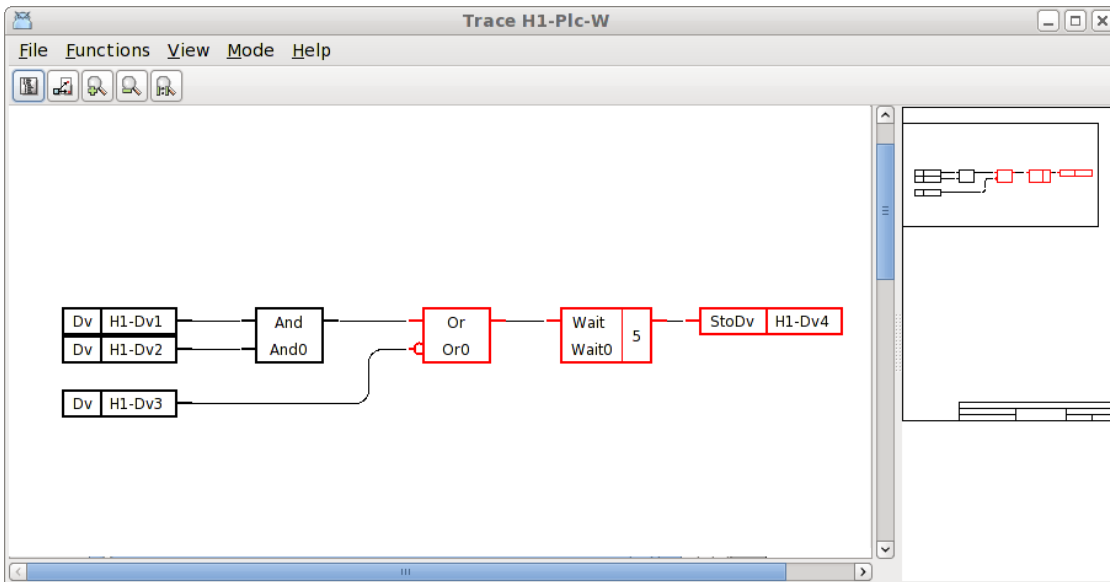 Trace H1-Plc-W
File Functions View Mode Help
Dv H1-Dv1
Dv H1-Dv2
Dv H1-Dv3
And
And0
Or
Or0
Wait
Wait0
5
StoDv H1-Dv4